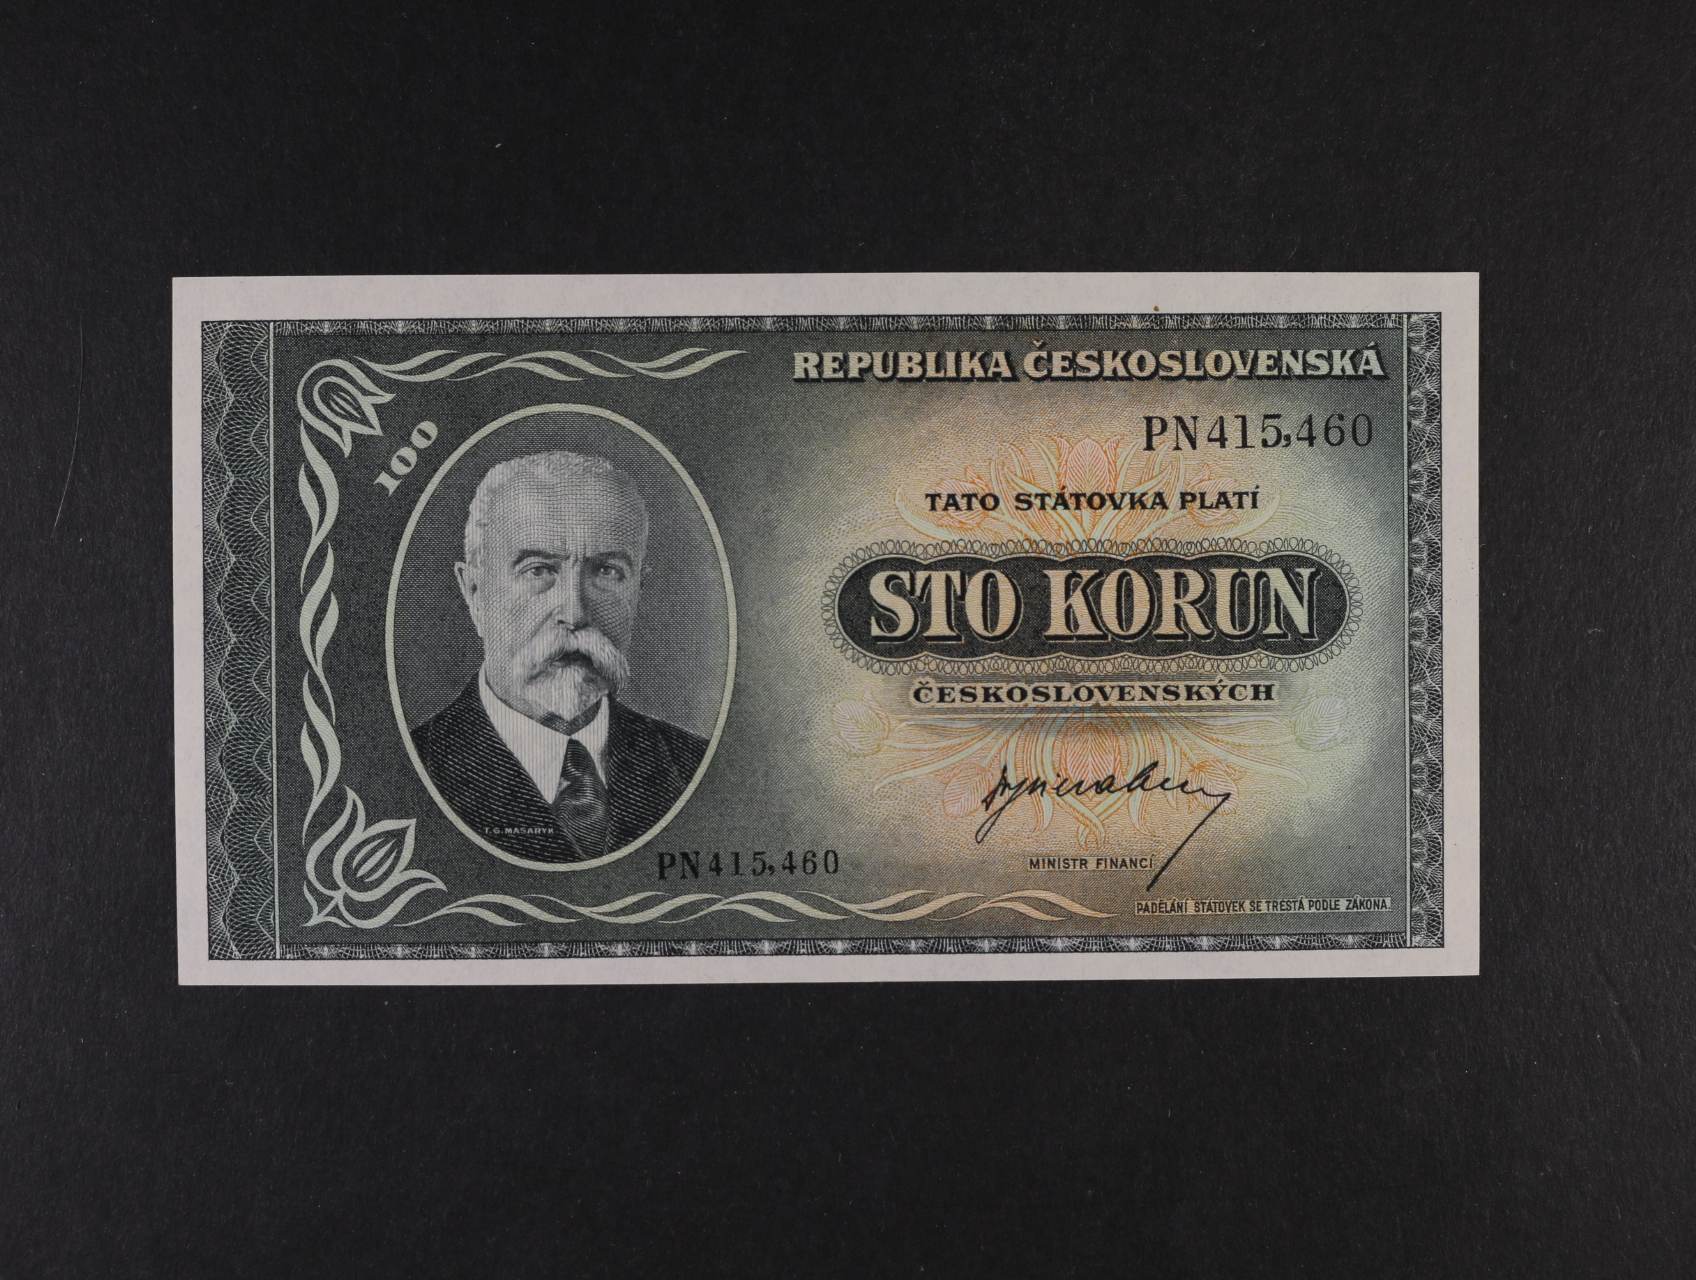 REPUBLIKA ČESKOSLOVENSKÁ
100
PN415,460
TATO STÁTOVKA PLATÍ
STO KORUN
ČESKOSLOVENSKÝCH
T. G. MASARYK
PN415,460
MINISTR FINANCÍ
PADĚLÁNÍ STÁTOVEK SE TRESTÁ PODLE ZÁKONA.